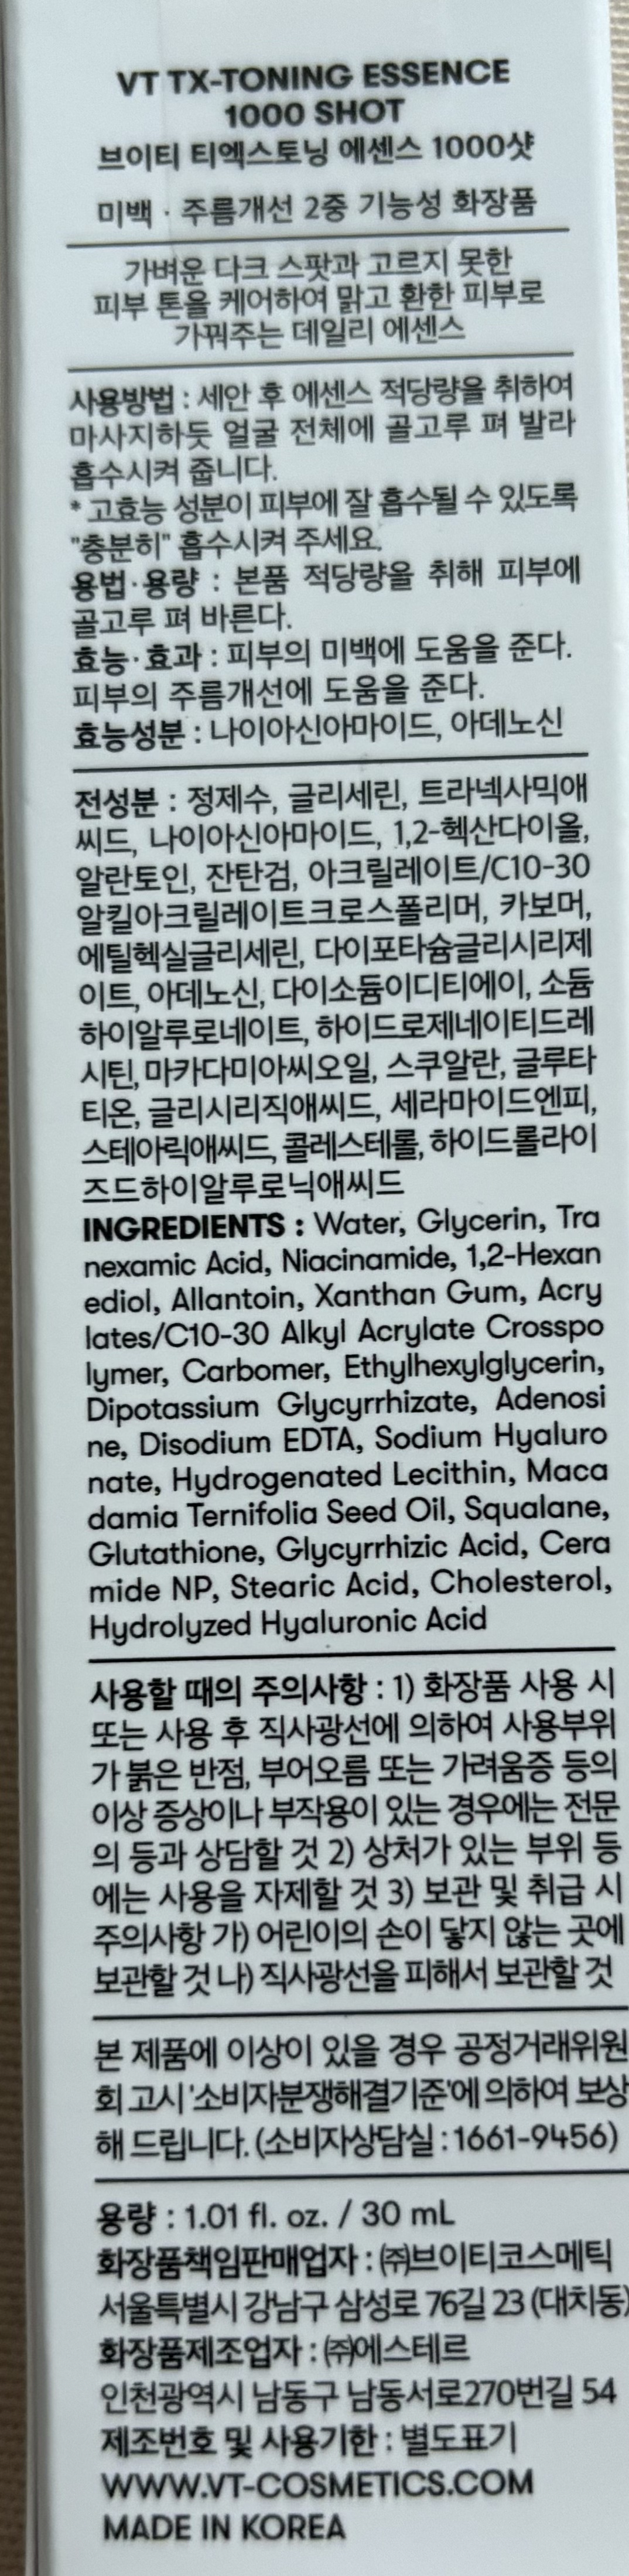 VT TX-TONING ESSENCE
1000 SHOT
브이티 티엑스토닝 에센스 1000샷
미백 · 주름개선 2중 기능성 화장품
가벼운 다크 스팟과 고르지 못한
피부 톤을 케어하여 맑고 환한 피부로
가꿔주는 데일리 에센스
사용방법 : 세안 후 에센스 적당량을 취하여
마사지하듯 얼굴 전체에 골고루 펴 발라
흡수시켜 줍니다.
* 고효능 성분이 피부에 잘 흡수될 수 있도록
"충분히" 흡수시켜 주세요.
용법·용량 : 본품 적당량을 취해 피부에
골고루 펴 바른다.
효능·효과 : 피부의 미백에 도움을 준다.
피부의 주름개선에 도움을 준다.
효능성분 : 나이아신아마이드, 아데노신
전성분 : 정제수, 글리세린, 트라넥사믹애
씨드, 나이아신아마이드, 1,2-헥산다이올,
알란토인, 잔탄검, 아크릴레이트/C10-30
알킬아크릴레이트크로스폴리머, 카보머,
에틸헥실글리세린, 다이포타슘글리시리제
이트, 아데노신, 다이소듐이디티에이, 소듐
하이알루로네이트, 하이드로제네이티드레
시틴, 마카다미아씨오일, 스쿠알란, 글루타
티온, 글리시리직애씨드, 세라마이드엔피,
스테아릭애씨드, 콜레스테롤, 하이드롤라이
즈드하이알루로닉애씨드
INGREDIENTS : Water, Glycerin, Tra
nexamic Acid, Niacinamide, 1,2-Hexan
ediol, Allantoin, Xanthan Gum, Acry
lates/C10-30 Alkyl Acrylate Crosspo
lymer, Carbomer, Ethylhexylglycerin,
Dipotassium Glycyrrhizate, Adenosi
ne, Disodium EDTA, Sodium Hyaluro
nate, Hydrogenated Lecithin, Maca
damia Ternifolia Seed Oil, Squalane,
Glutathione, Glycyrrhizic Acid, Cera
mide NP, Stearic Acid, Cholesterol,
Hydrolyzed Hyaluronic Acid
사용할 때의 주의사항 : 1) 화장품 사용 시
또는 사용 후 직사광선에 의하여 사용부위
가 붉은 반점, 부어오름 또는 가려움증 등의
이상 증상이나 부작용이 있는 경우에는 전문
의 등과 상담할 것 2) 상처가 있는 부위 등
에는 사용을 자제할 것 3) 보관 및 취급 시
주의사항 가) 어린이의 손이 닿지 않는 곳에
보관할 것 나) 직사광선을 피해서 보관할 것
본 제품에 이상이 있을 경우 공정거래위원
회 고시 '소비자분쟁해결기준'에 의하여 보상
해 드립니다. (소비자상담실 : 1661-9456)
용량 : 1.01 fl. oz. / 30 mL
화장품책임판매업자 : ㈜브이티코스메틱
서울특별시 강남구 삼성로 76길 23 (대치동)
화장품제조업자 : ㈜에스테르
인천광역시 남동구 남동서로270번길 54
제조번호 및 사용기한 : 별도표기
WWW.VT-COSMETICS.COM
MADE IN KOREA